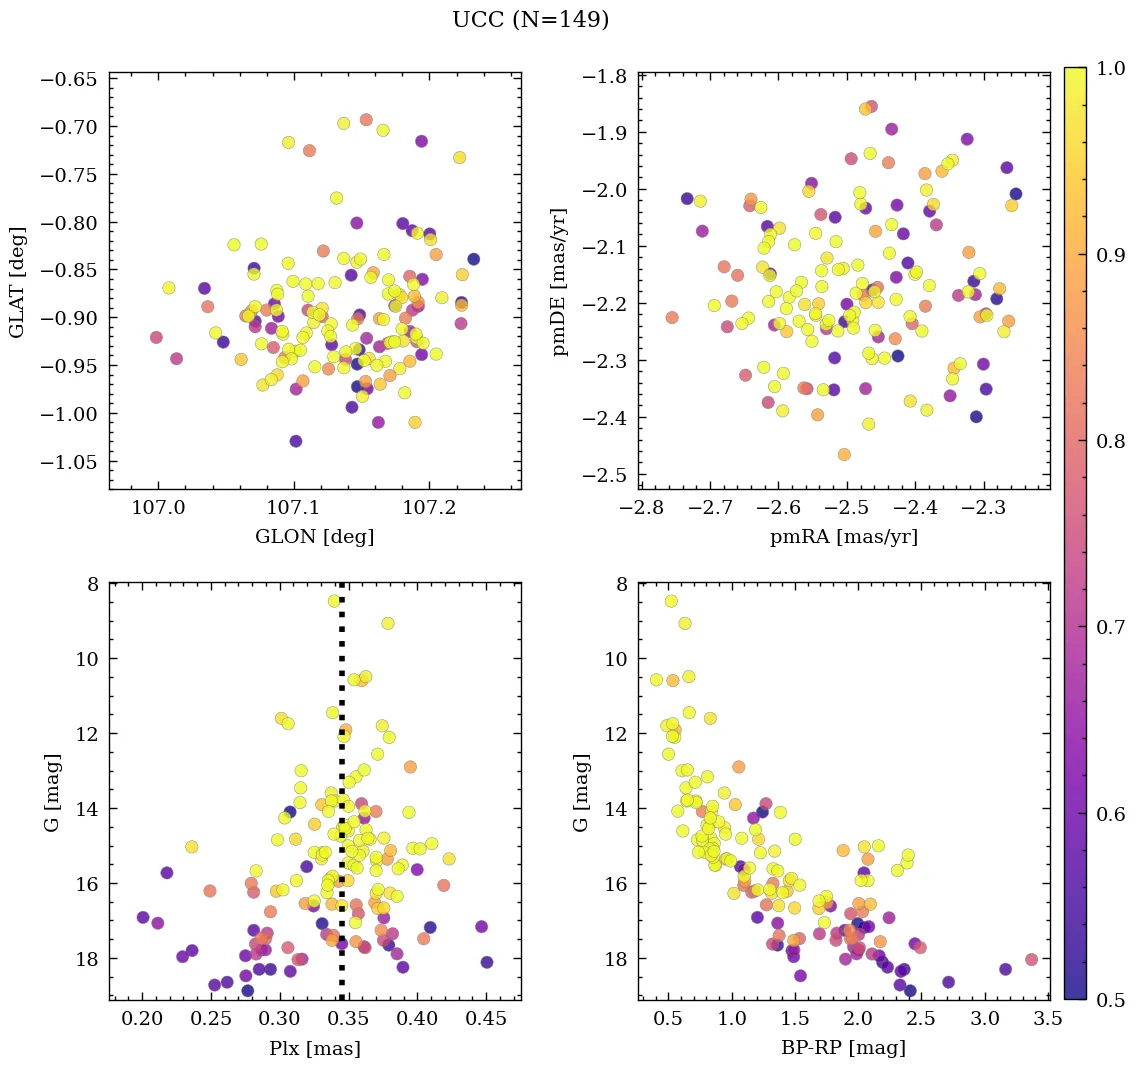 UCC (N=149)
−0.65
−0.70
−0.75
−0.80
−0.85
−0.90
−0.95
−1.00
−1.05
GLAT [deg]
107.0 107.1 107.2
GLON [deg]
−1.8
−1.9
−2.0
−2.1
−2.2
−2.3
−2.4
−2.5
pmDE [mas/yr]
−2.8 −2.7 −2.6 −2.5 −2.4 −2.3
pmRA [mas/yr]
8
10
12
14
16
18
G [mag]
0.20 0.25 0.30 0.35 0.40 0.45
Plx [mas]
8
10
12
14
16
18
G [mag]
0.5 1.0 1.5 2.0 2.5 3.0 3.5
BP-RP [mag]
1.0
0.9
0.8
0.7
0.6
0.5